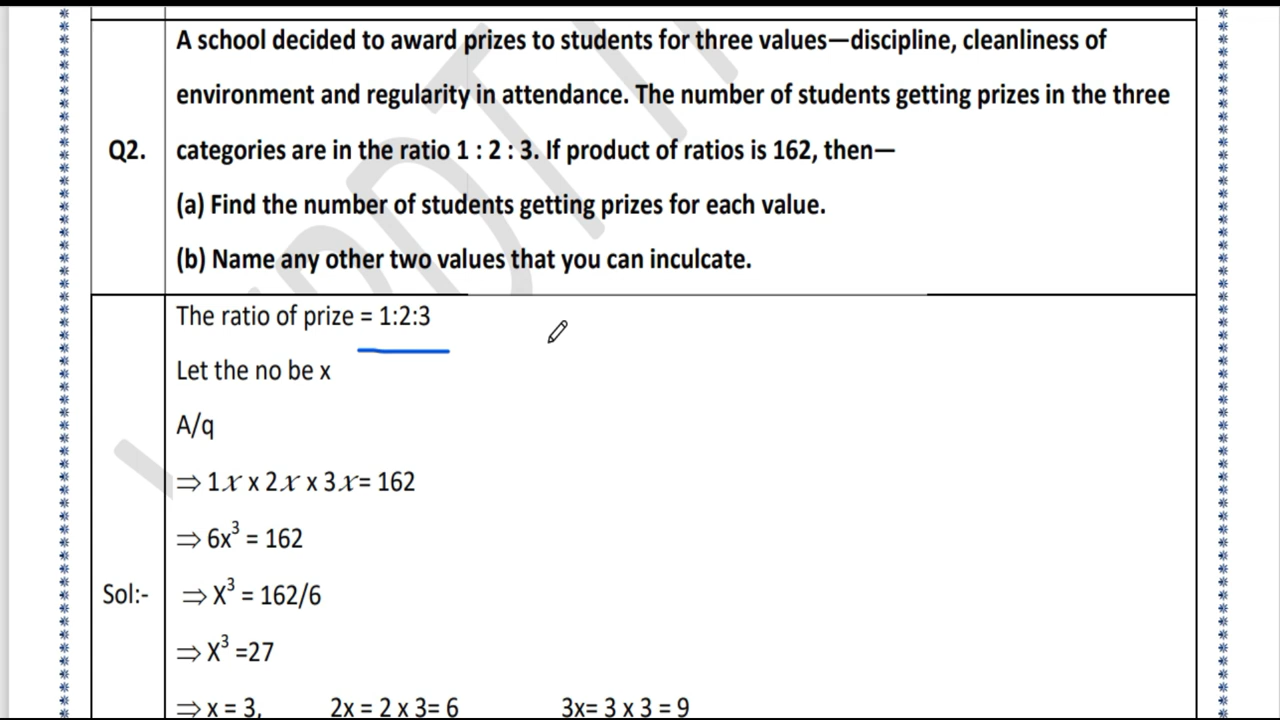 A school decided to award prizes to students for three values—discipline, cleanliness of
environment and regularity in attendance. The number of students getting prizes in the three
Q2. categories are in the ratio 1 : 2 : 3. If product of ratios is 162, then—
(a) Find the number of students getting prizes for each value.
(b) Name any other two values that you can inculcate.
The ratio of prize = 1:2:3
Let the no be x
A/q
⇒ 1x x 2x x 3x= 162
⇒ 6x³ = 162
Sol:- ⇒ X³ = 162/6
⇒ X³ =27
⇒ x = 3, 2x = 2 x 3= 6 3x= 3 x 3 = 9